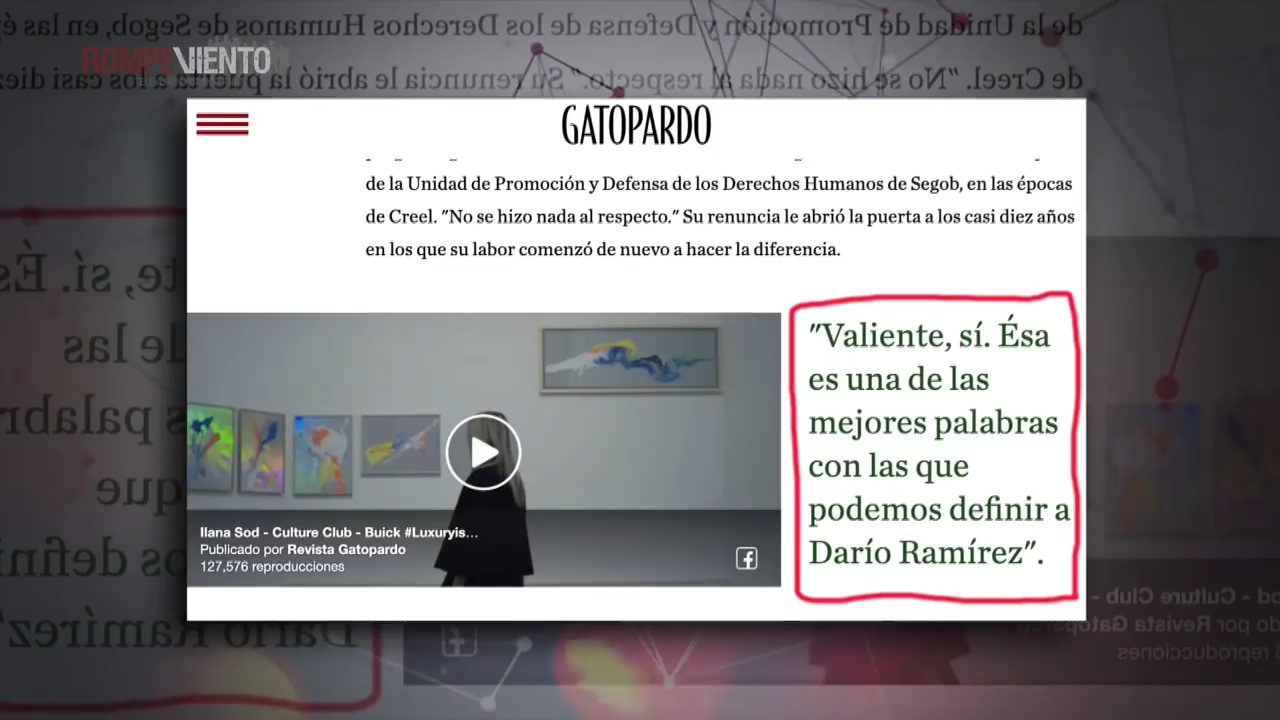 ROMPEVIENTO
GATOPARDO
de la Unidad de Promoción y Defensa de los Derechos Humanos de Segob, en las épocas
de Creel. "No se hizo nada al respecto." Su renuncia le abrió la puerta a los casi diez años
en los que su labor comenzó de nuevo a hacer la diferencia.
Ilana Sod - Culture Club - Buick #Luxuryis...
Publicado por Revista Gatopardo
127,576 reproducciones
"Valiente, sí. Ésa
es una de las
mejores palabras
con las que
podemos definir a
Darío Ramírez".